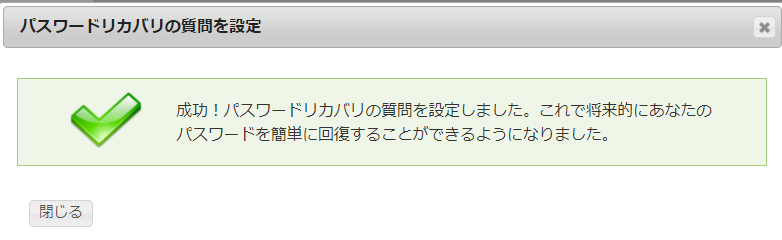 パスワードリカバリの質問を設定
成功！パスワードリカバリの質問を設定しました。これで将来的にあなたの
パスワードを簡単に回復することができるようになりました。
閉じる